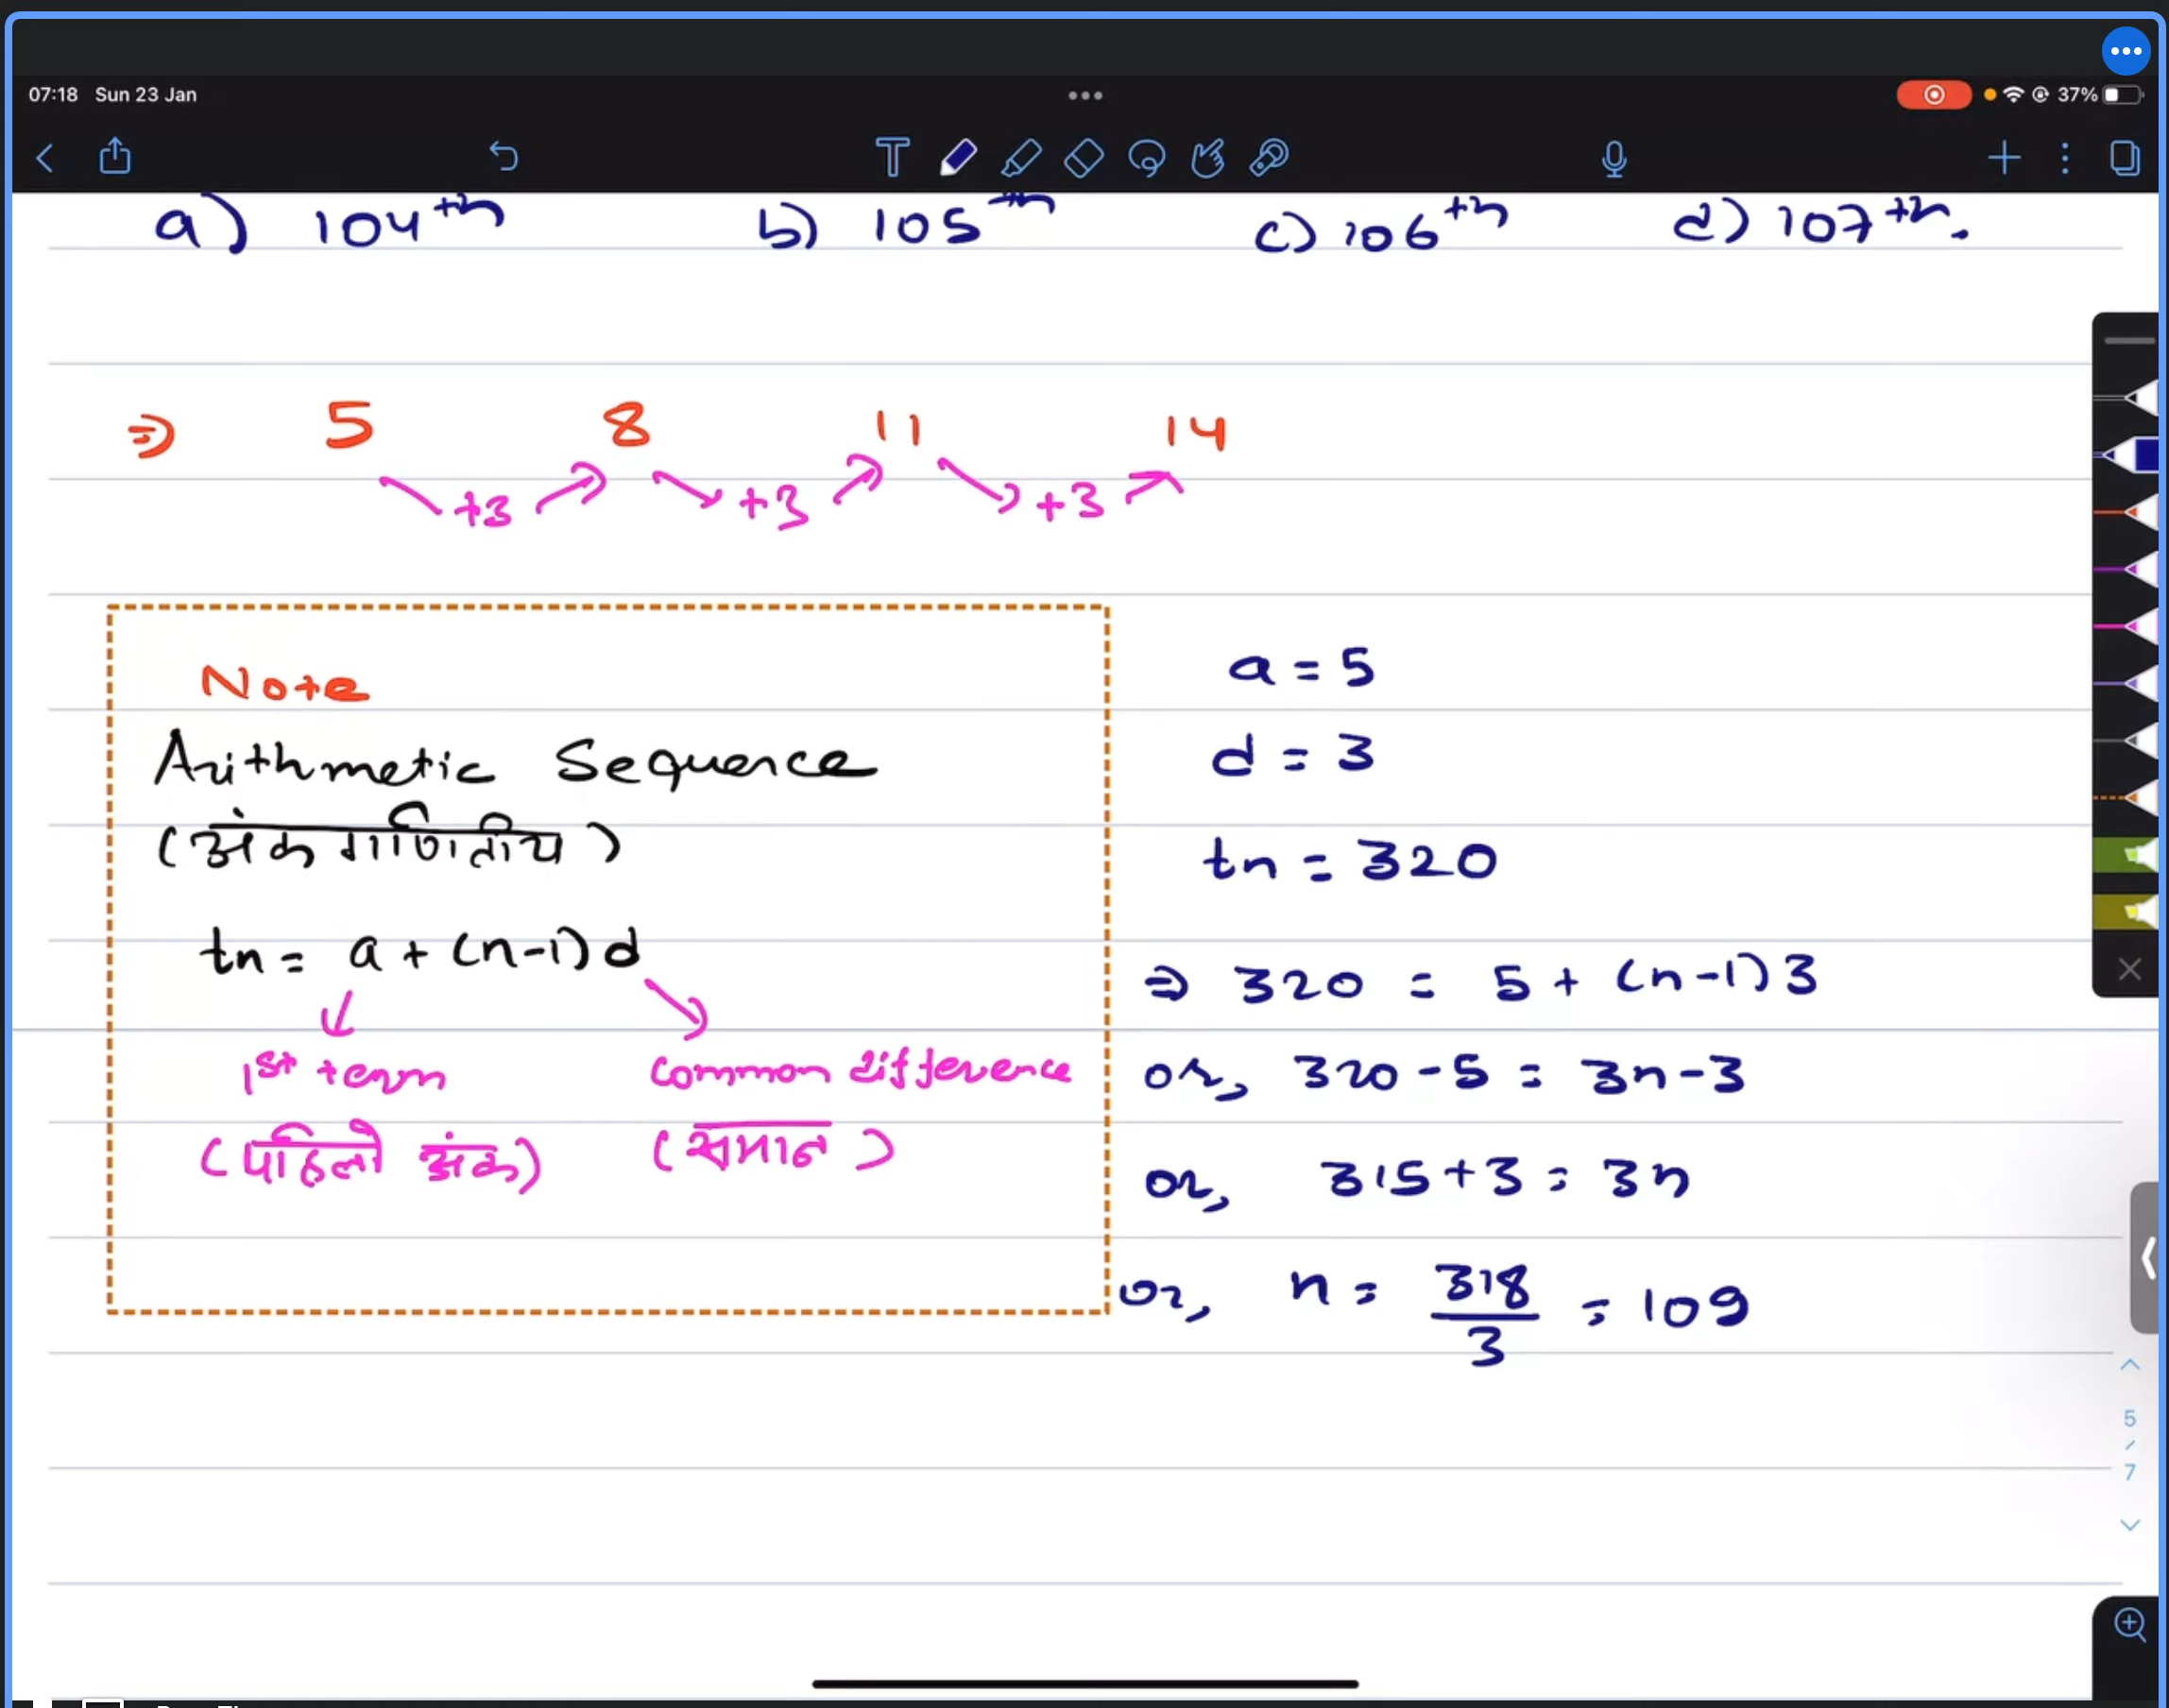 07:18 Sun 23 Jan
37%
a) 104th b) 105th c) 106th d) 107th.
⇒ 5 8 11 14
+3 +3 +3
Note
Arithmetic Sequence
(अंक गणितीय)
tn = a + (n-1) d
1st term common difference
(पहिलो अंक) (समान)
a = 5
d = 3
tn = 320
⇒ 320 = 5 + (n-1) 3
or, 320 - 5 = 3n - 3
or, 315 + 3 = 3n
or, n = 318/3 = 109
5
/
7